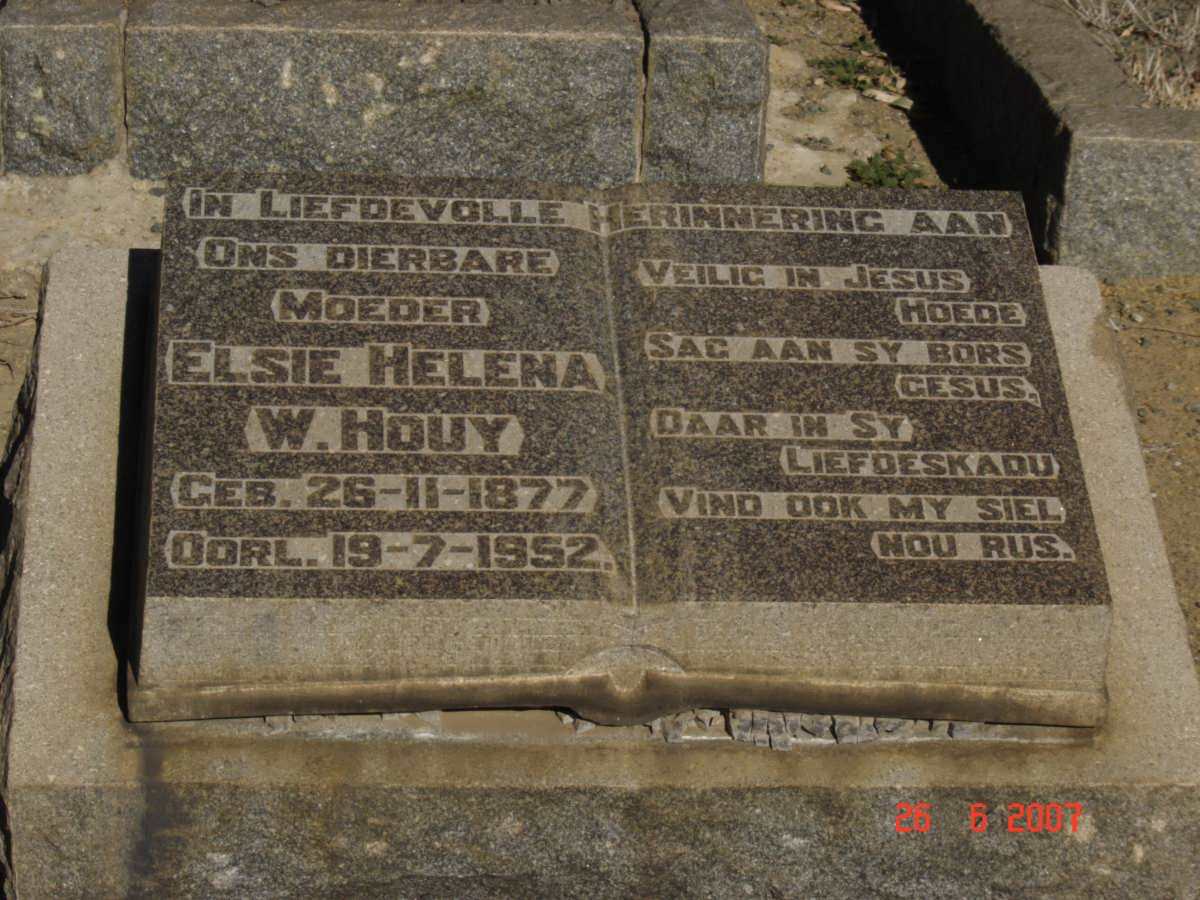 IN LIEFDEVOLLE HERINNERING AAN
ONS DIERBARE
MOEDER
ELSIE HELENA
W. HOUY
GEB. 26-11-1877
OORL. 19-7-1952.
VEILIG IN JESUS
HOEDE
SAG AAN SY BORS
GESUS.
DAAR IN SY
LIEFDESKADU
VIND OOK MY SIEL
NOU RUS.
26 6 2007